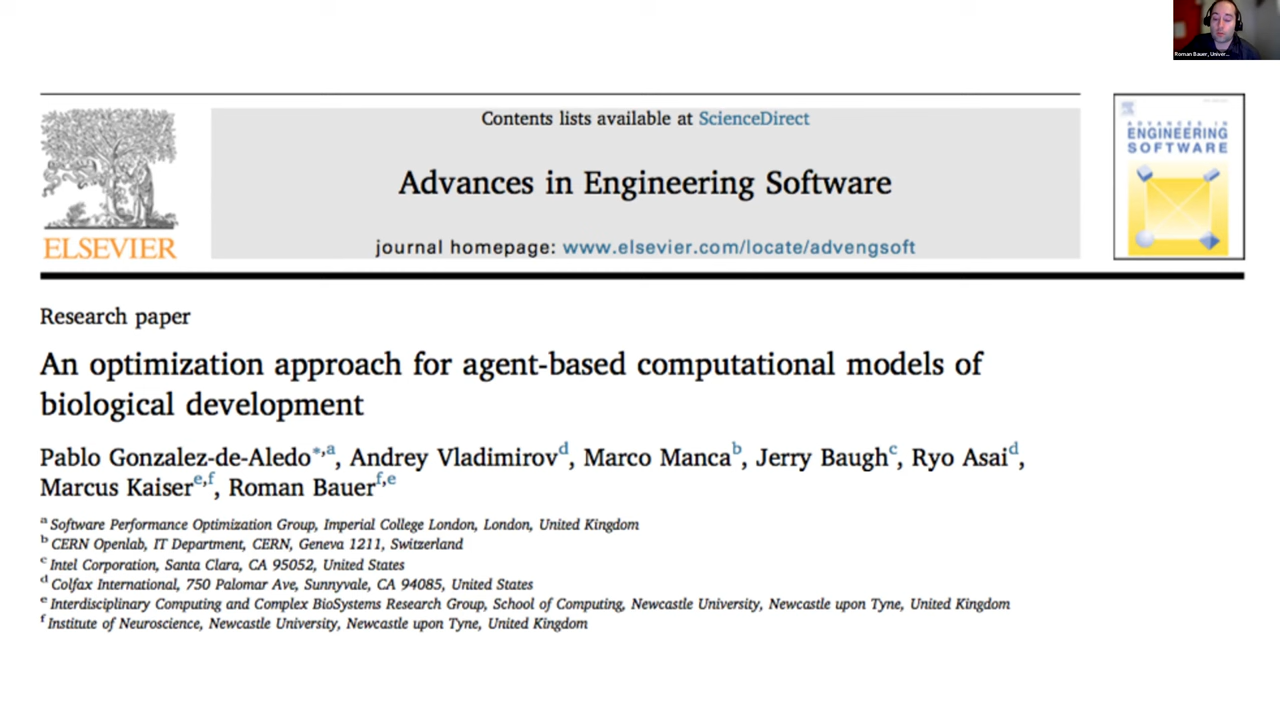 Roman Bauer, Univer...
Contents lists available at ScienceDirect
Advances in Engineering Software
journal homepage: www.elsevier.com/locate/advengsoft
ELSEVIER
ADVANCES IN
ENGINEERING
SOFTWARE
Research paper
An optimization approach for agent-based computational models of
biological development
Pablo Gonzalez-de-Aledo*,a, Andrey Vladimirovd, Marco Mancab, Jerry Baughc, Ryo Asaid,
Marcus Kaisere,f, Roman Bauerf,e
a Software Performance Optimization Group, Imperial College London, London, United Kingdom
b CERN Openlab, IT Department, CERN, Geneva 1211, Switzerland
c Intel Corporation, Santa Clara, CA 95052, United States
d Colfax International, 750 Palomar Ave, Sunnyvale, CA 94085, United States
e Interdisciplinary Computing and Complex BioSystems Research Group, School of Computing, Newcastle University, Newcastle upon Tyne, United Kingdom
f Institute of Neuroscience, Newcastle University, Newcastle upon Tyne, United Kingdom